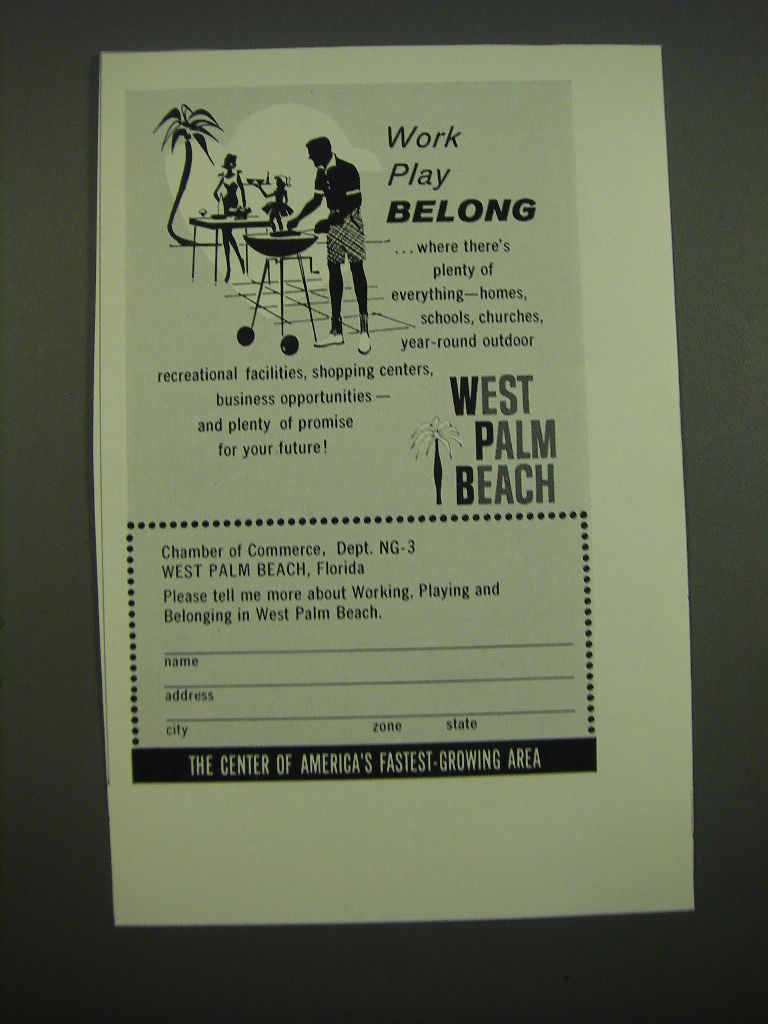 Work
Play
BELONG
...where there's
plenty of
everything—homes,
schools, churches,
year-round outdoor
recreational facilities, shopping centers,
business opportunities—
and plenty of promise
for your future!
WEST
PALM
BEACH
Chamber of Commerce, Dept. NG-3
WEST PALM BEACH, Florida
Please tell me more about Working, Playing and
Belonging in West Palm Beach.
name
address
city zone state
THE CENTER OF AMERICA'S FASTEST-GROWING AREA